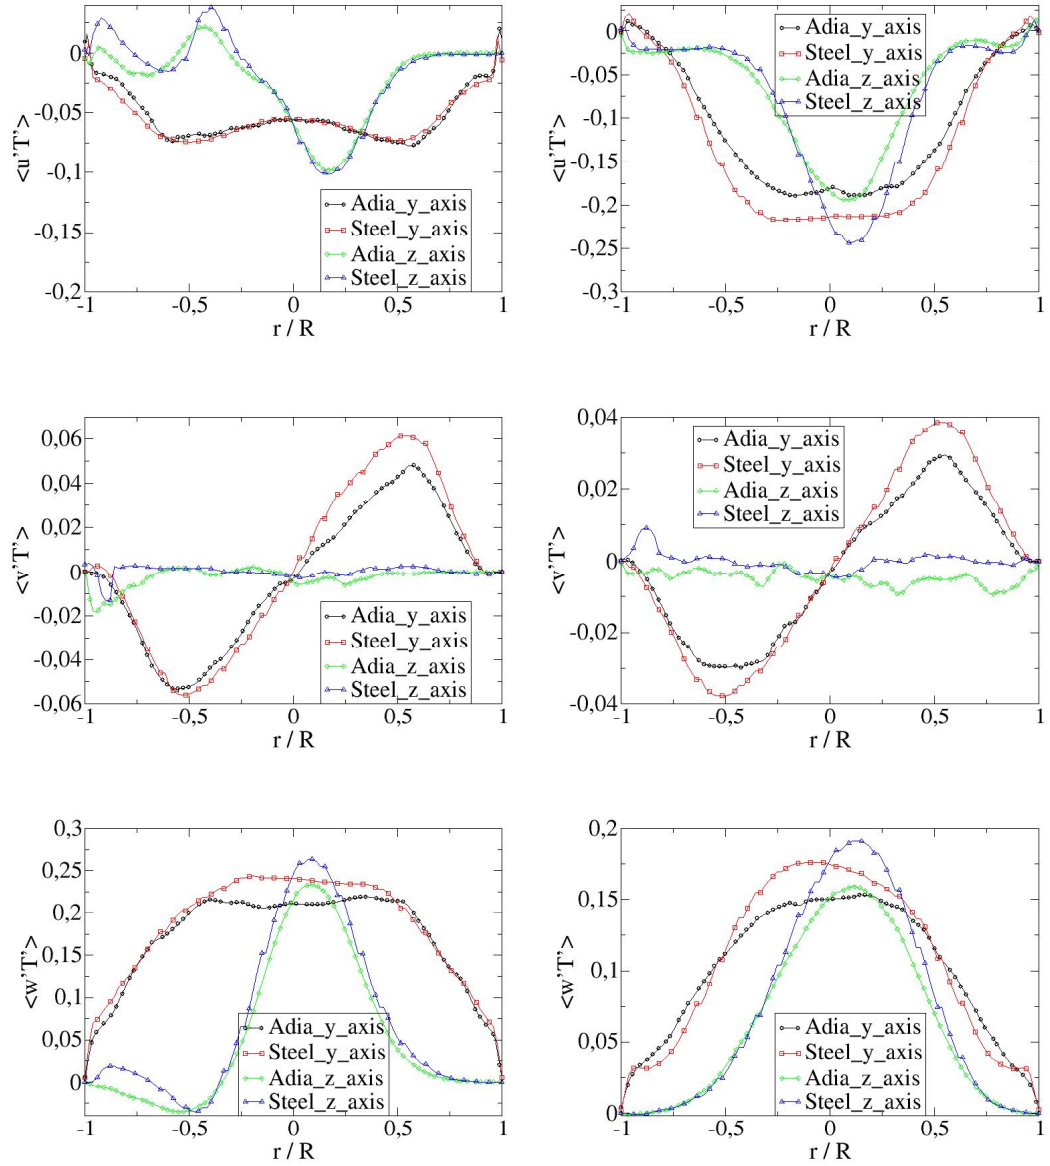 0
-0,05
-0,1
-0,15
-0,2
<u'T'>
-1 -0,5 0 0,5 1
r / R
Adia_y_axis
Steel_y_axis
Adia_z_axis
Steel_z_axis
0
-0,05
-0,1
-0,15
-0,2
-0,25
-0,3
<u'T'>
-1 -0,5 0 0,5 1
r / R
Adia_y_axis
Steel_y_axis
Adia_z_axis
Steel_z_axis
0,06
0,04
0,02
0
-0,02
-0,04
-0,06
<v'T'>
-1 -0,5 0 0,5 1
r / R
Adia_y_axis
Steel_y_axis
Adia_z_axis
Steel_z_axis
0,04
0,02
0
-0,02
-0,04
<v'T'>
-1 -0,5 0 0,5 1
r / R
Adia_y_axis
Steel_y_axis
Adia_z_axis
Steel_z_axis
0,3
0,25
0,2
0,15
0,1
0,05
0
<w'T'>
-1 -0,5 0 0,5 1
r / R
Adia_y_axis
Steel_y_axis
Adia_z_axis
Steel_z_axis
0,2
0,15
0,1
0,05
0
<w'T'>
-1 -0,5 0 0,5 1
r / R
Adia_y_axis
Steel_y_axis
Adia_z_axis
Steel_z_axis